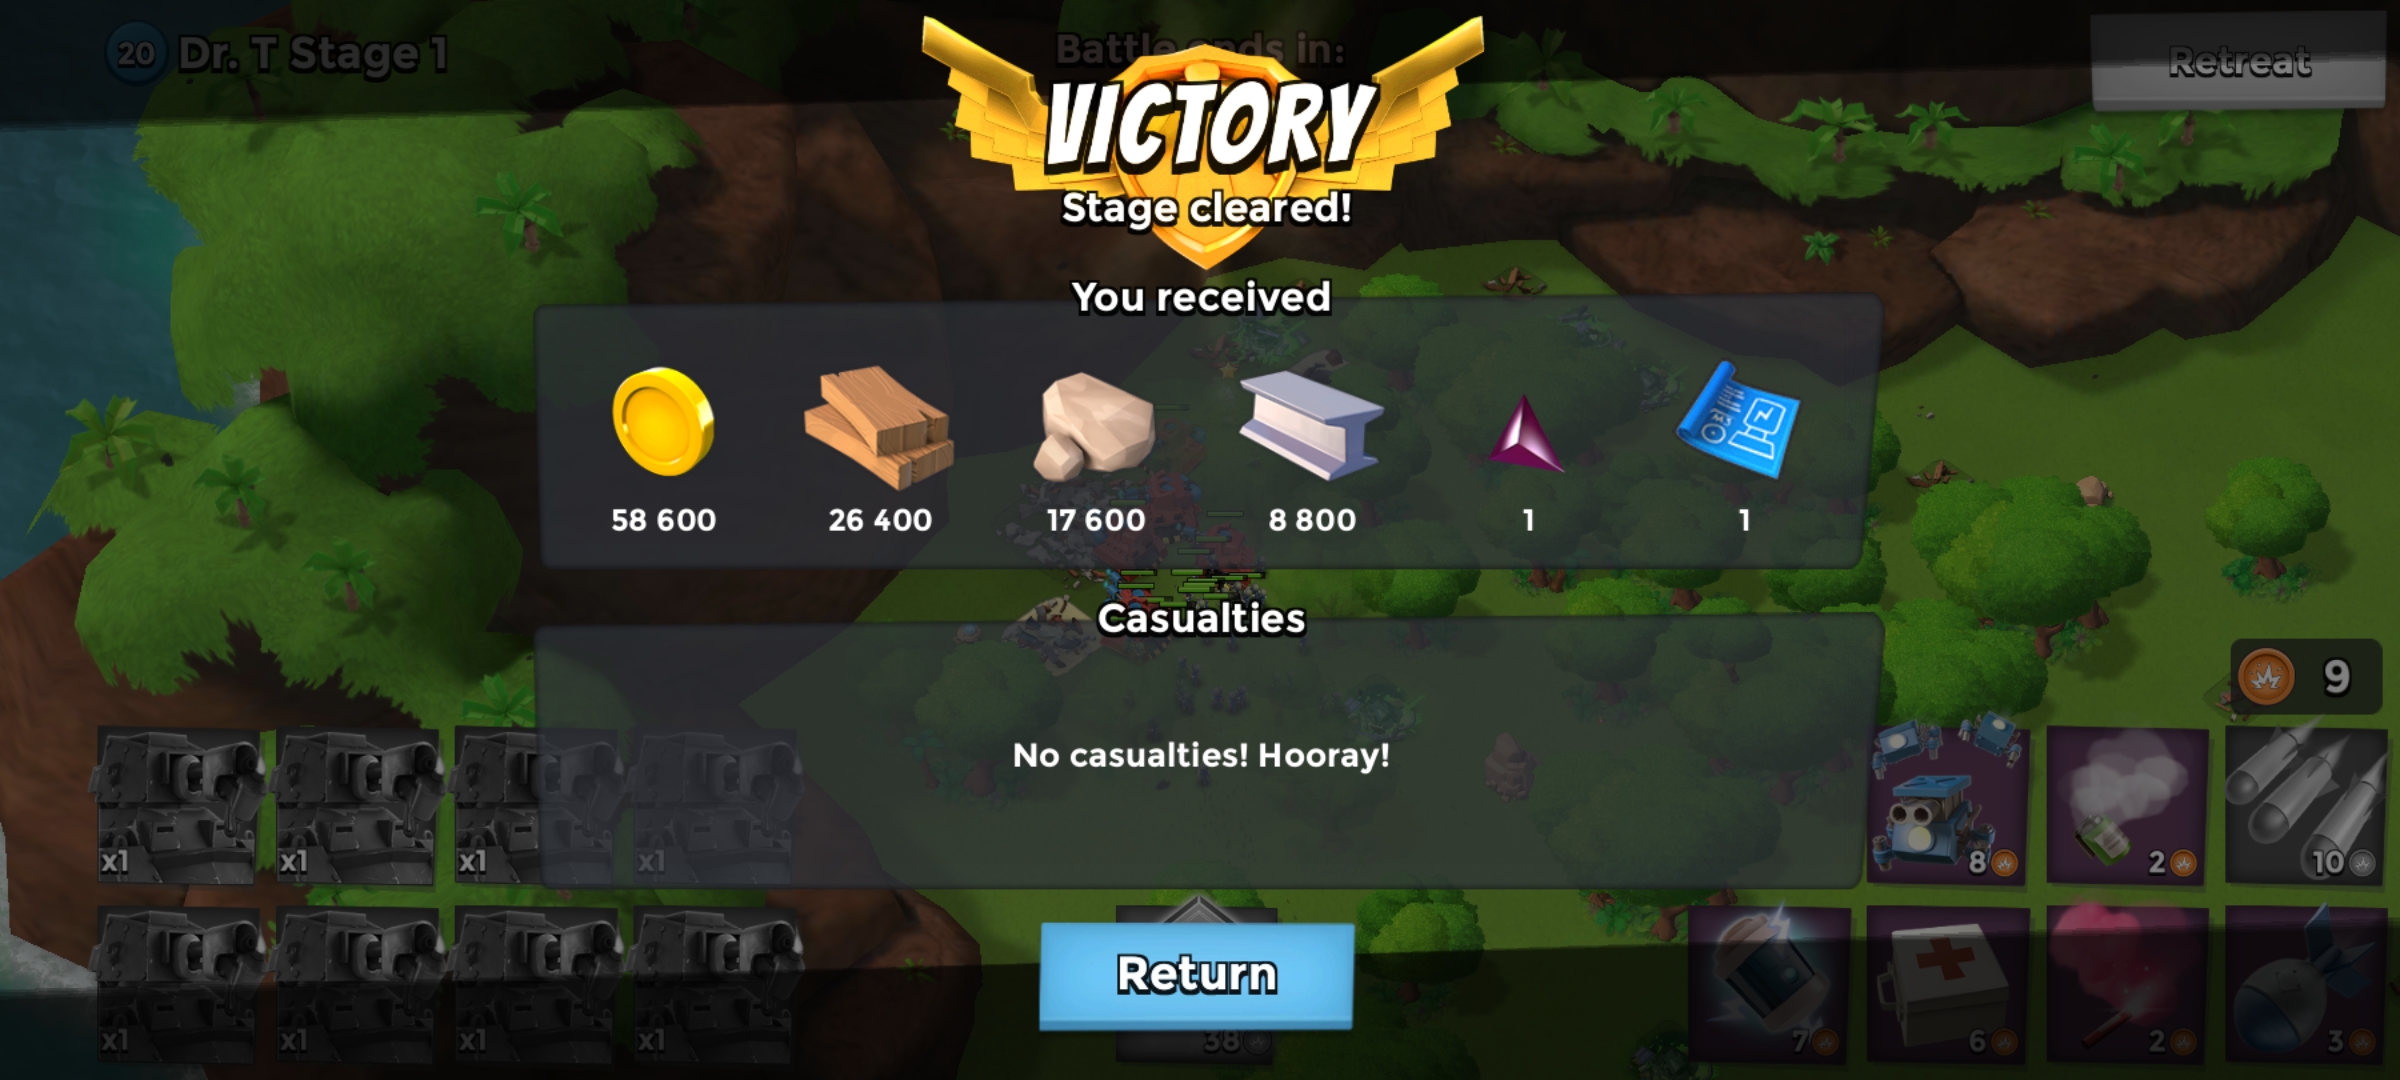 20 Dr. T Stage 1
Battle ends in:
Retreat
VICTORY
Stage cleared!
You received
58 600 26 400 17 600 8 800 1 1
Casualties
9
No casualties! Hooray!
x1 x1 x1 x1 8 2 10
Return
x1 x1 x1 x1 38 7 6 2 3